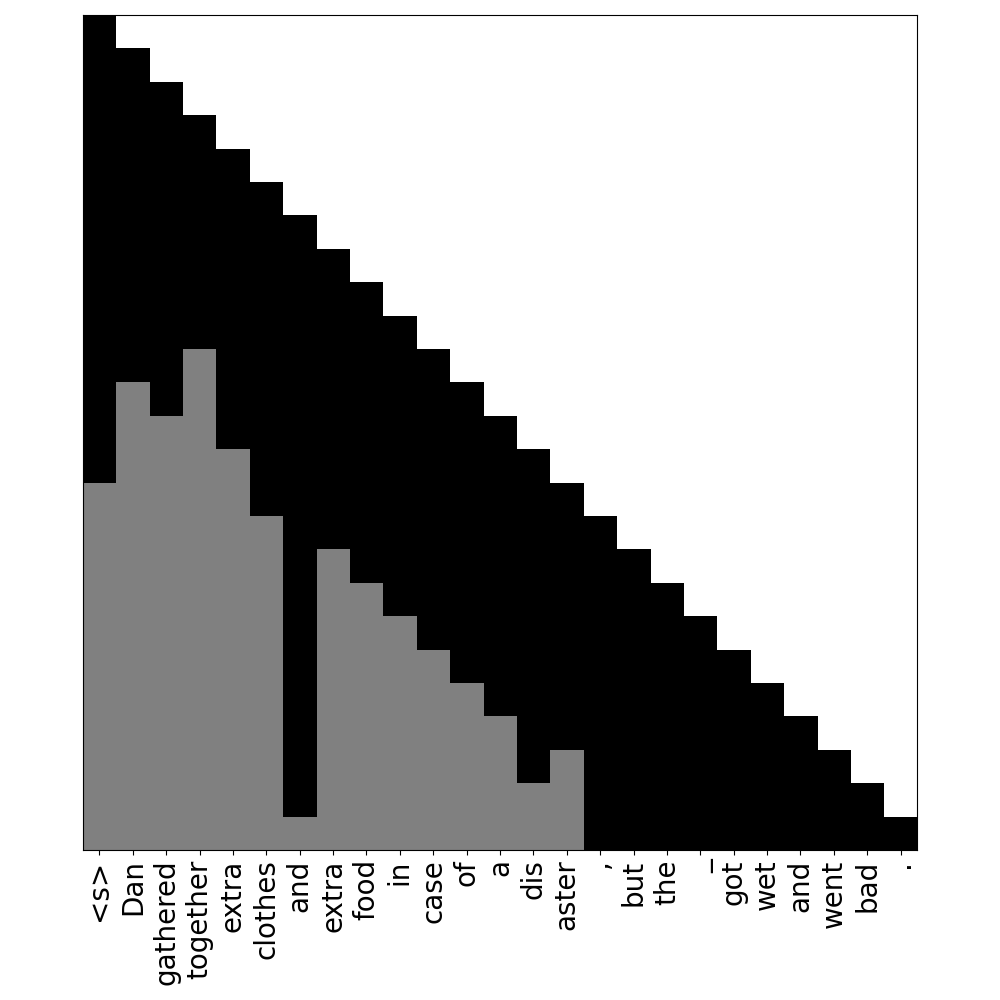 <s> Dan gathered together extra clothes and extra food in case of a dis aster , but the _ got wet and went bad .